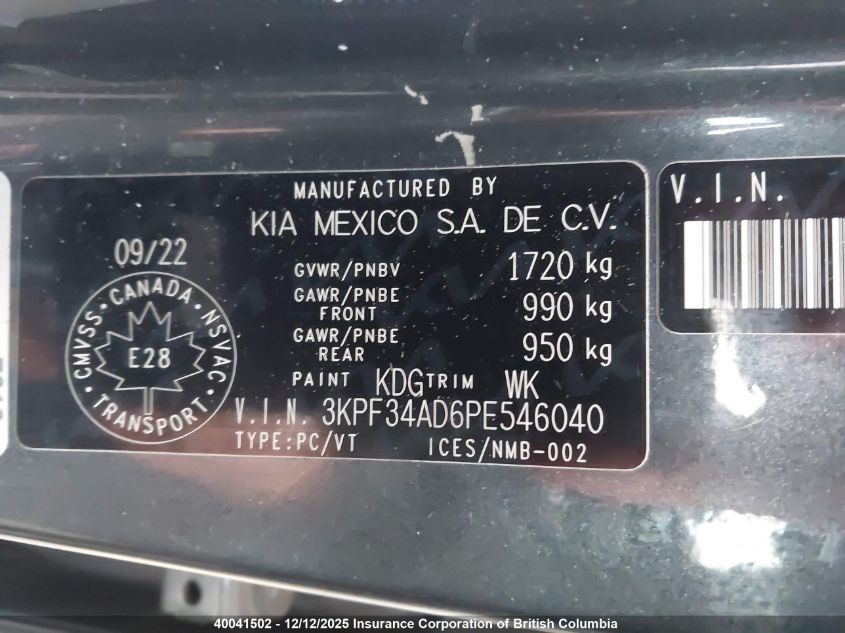 MANUFACTURED BY
KIA MEXICO S.A. DE C.V.
09/22
GVWR/PNBV 1720 kg
GAWR/PNBE FRONT 990 kg
GAWR/PNBE REAR 950 kg
PAINT KDG TRIM WK
V.I.N. 3KPF34AD6PE546040
TYPE:PC/VT ICES/NMB-002
CANADA · NSVAC · TRANSPORT · CMVSS ·
E28
V.I.N.
40041502 - 12/12/2025 Insurance Corporation of British Columbia